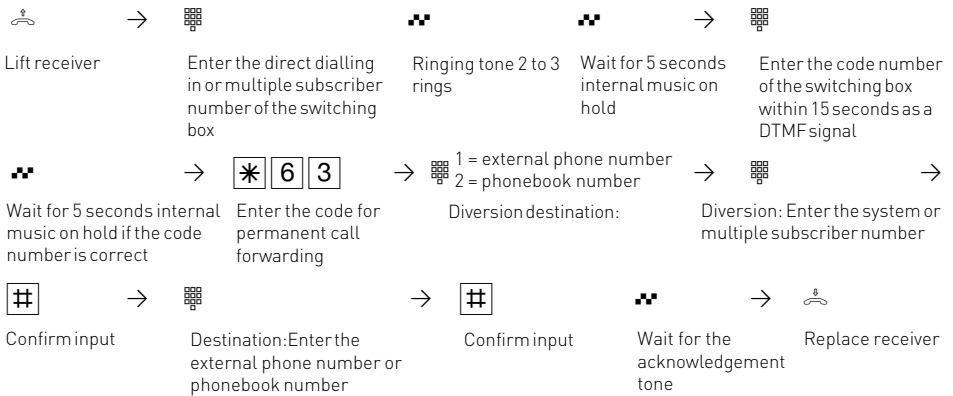 Lift receiver
Enter the direct dialling
in or multiple subscriber
number of the switching
box
Ringing tone 2 to 3
rings
Wait for 5 seconds
internal music on
hold
Enter the code number
of the switching box
within 15 seconds as a
DTMF signal
Wait for 5 seconds internal
music on hold if the code
number is correct
* 6 3
Enter the code for
permanent call
forwarding
1 = external phone number
2 = phonebook number
Diversion destination:
Diversion: Enter the system or
multiple subscriber number
#
Confirm input
Destination: Enter the
external phone number or
phonebook number
#
Confirm input
Wait for the
acknowledgement
tone
Replace receiver